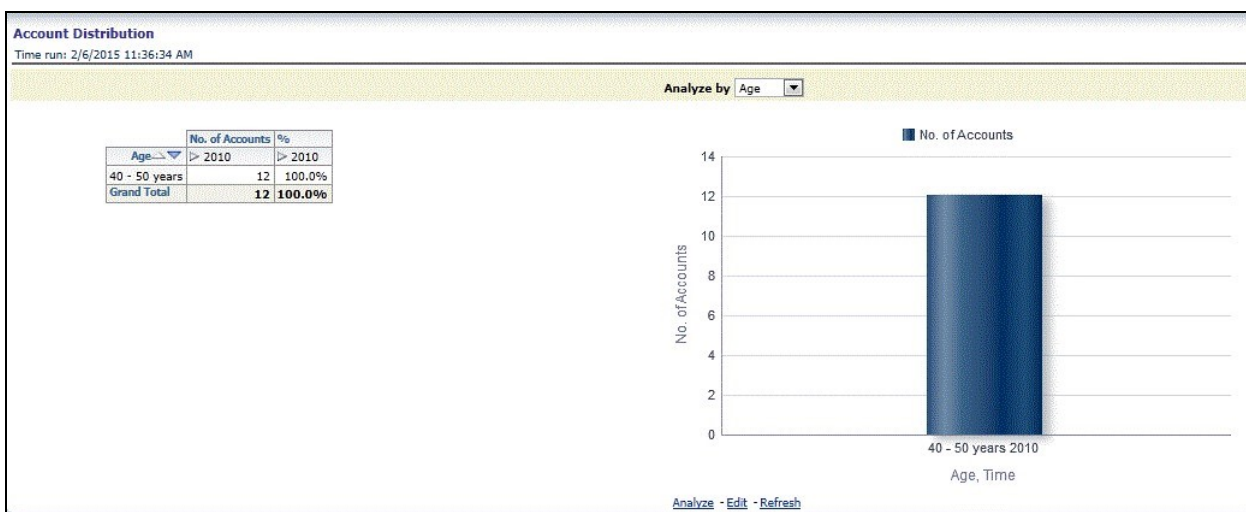 Account Distribution
Time run: 2/6/2015 11:36:34 AM
Analyze by Age
No. of Accounts %
Age 2010 2010
40 - 50 years 12 100.0%
Grand Total 12 100.0%
No. of Accounts
14
12
10
8
6
4
2
0
No. of Accounts
40 - 50 years 2010
Age, Time
Analyze - Edit - Refresh